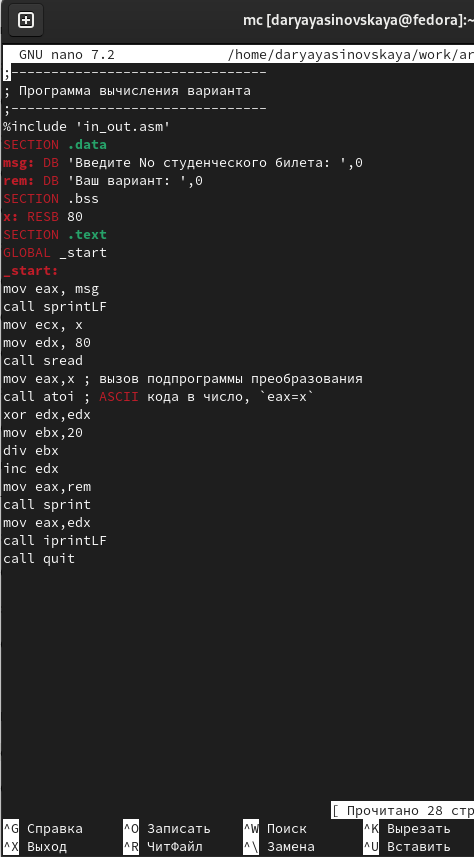 mc [daryayasinovskaya@fedora]:~
GNU nano 7.2 /home/daryayasinovskaya/work/ar
;--------------------------------
; Программа вычисления варианта
;--------------------------------
%include 'in_out.asm'
SECTION .data
msg: DB 'Введите No студенческого билета: ',0
rem: DB 'Ваш вариант: ',0
SECTION .bss
x: RESB 80
SECTION .text
GLOBAL _start
_start:
mov eax, msg
call sprintLF
mov ecx, x
mov edx, 80
call sread
mov eax,x ; вызов подпрограммы преобразования
call atoi ; ASCII кода в число, `eax=x`
xor edx,edx
mov ebx,20
div ebx
inc edx
mov eax,rem
call sprint
mov eax,edx
call iprintLF
call quit
[ Прочитано 28 стр
^G Справка ^O Записать ^W Поиск ^K Вырезать
^X Выход ^R ЧитФайл ^\ Замена ^U Вставить